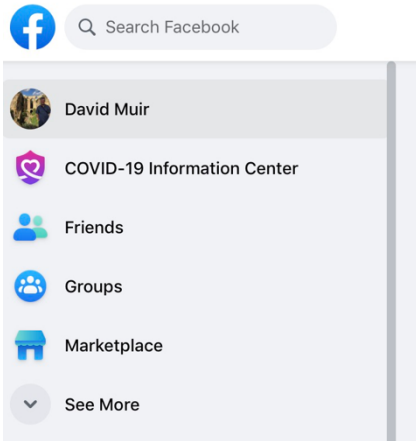 Search Facebook
David Muir
COVID-19 Information Center
Friends
Groups
Marketplace
See More